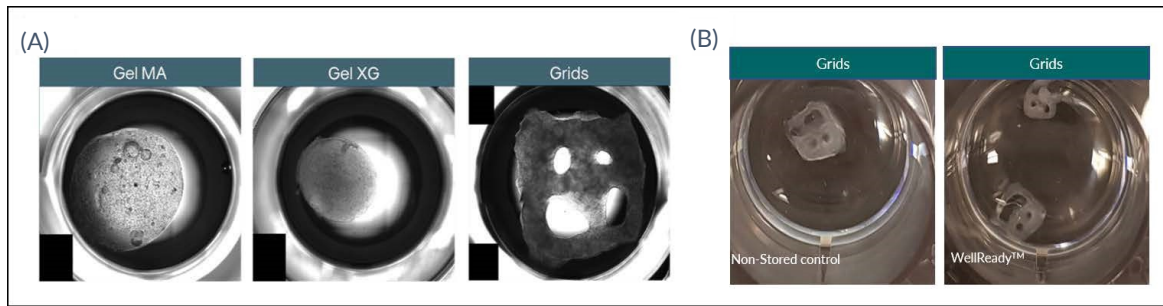 (A)
Gel MA
Gel XG
Grids
(B)
Grids
Grids
Non-Stored control
WellReady™